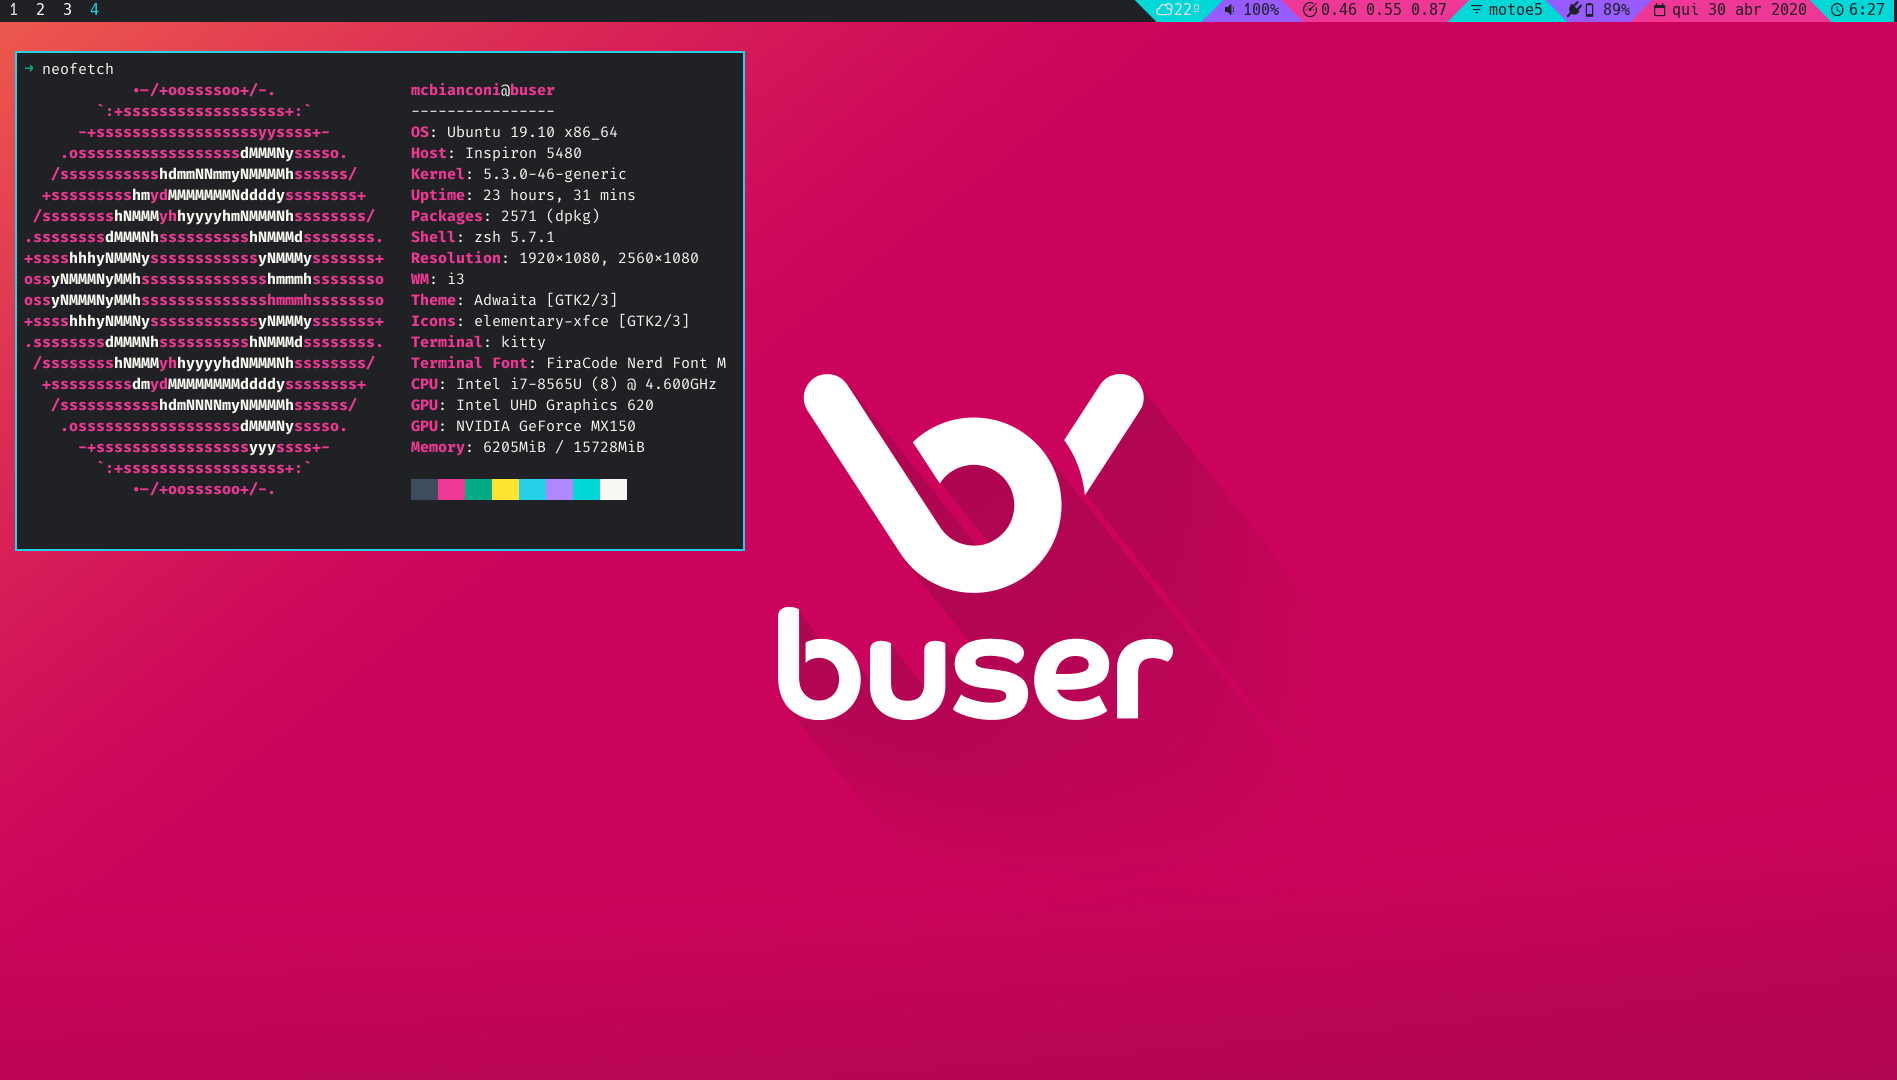 1 2 3 4 22º 100% 0.46 0.55 0.87 motoe5 89% qui 30 abr 2020 6:27
➜ neofetch
•-/+oossssoo+/-. mcbianconi@buser
`:+ssssssssssssssssss+:` ----------------
-+ssssssssssssssssssyyssss+- OS: Ubuntu 19.10 x86_64
.ossssssssssssssssssdMMMNysssso. Host: Inspiron 5480
/ssssssssssshdmmNNmmyNMMMMhssssss/ Kernel: 5.3.0-46-generic
+ssssssssshmydMMMMMMMNddddyssssssss+ Uptime: 23 hours, 31 mins
/sssssssshNMMMyhhyyyyhmNMMMNhssssssss/ Packages: 2571 (dpkg)
.ssssssssdMMMNhsssssssssshNMMMdssssssss. Shell: zsh 5.7.1
+sssshhhyNMMNyssssssssssssyNMMMysssssss+ Resolution: 1920×1080, 2560×1080
ossyNMMMNyMMhsssssssssssssshmmmhssssssso WM: i3
ossyNMMMNyMMhsssssssssssssshmmmhssssssso Theme: Adwaita [GTK2/3]
+sssshhhyNMMNyssssssssssssyNMMMysssssss+ Icons: elementary-xfce [GTK2/3]
.ssssssssdMMMNhsssssssssshNMMMdssssssss. Terminal: kitty
/sssssssshNMMMyhhyyyyhdNMMMNhssssssss/ Terminal Font: FiraCode Nerd Font M
+sssssssssdmydMMMMMMMMddddyssssssss+ CPU: Intel i7-8565U (8) @ 4.600GHz
/ssssssssssshdmNNNNmyNMMMMhssssss/ GPU: Intel UHD Graphics 620
.ossssssssssssssssssdMMMNysssso. GPU: NVIDIA GeForce MX150
-+sssssssssssssssssyyyssss+- Memory: 6205MiB / 15728MiB
`:+ssssssssssssssssss+:`
•-/+oossssoo+/-.
buser